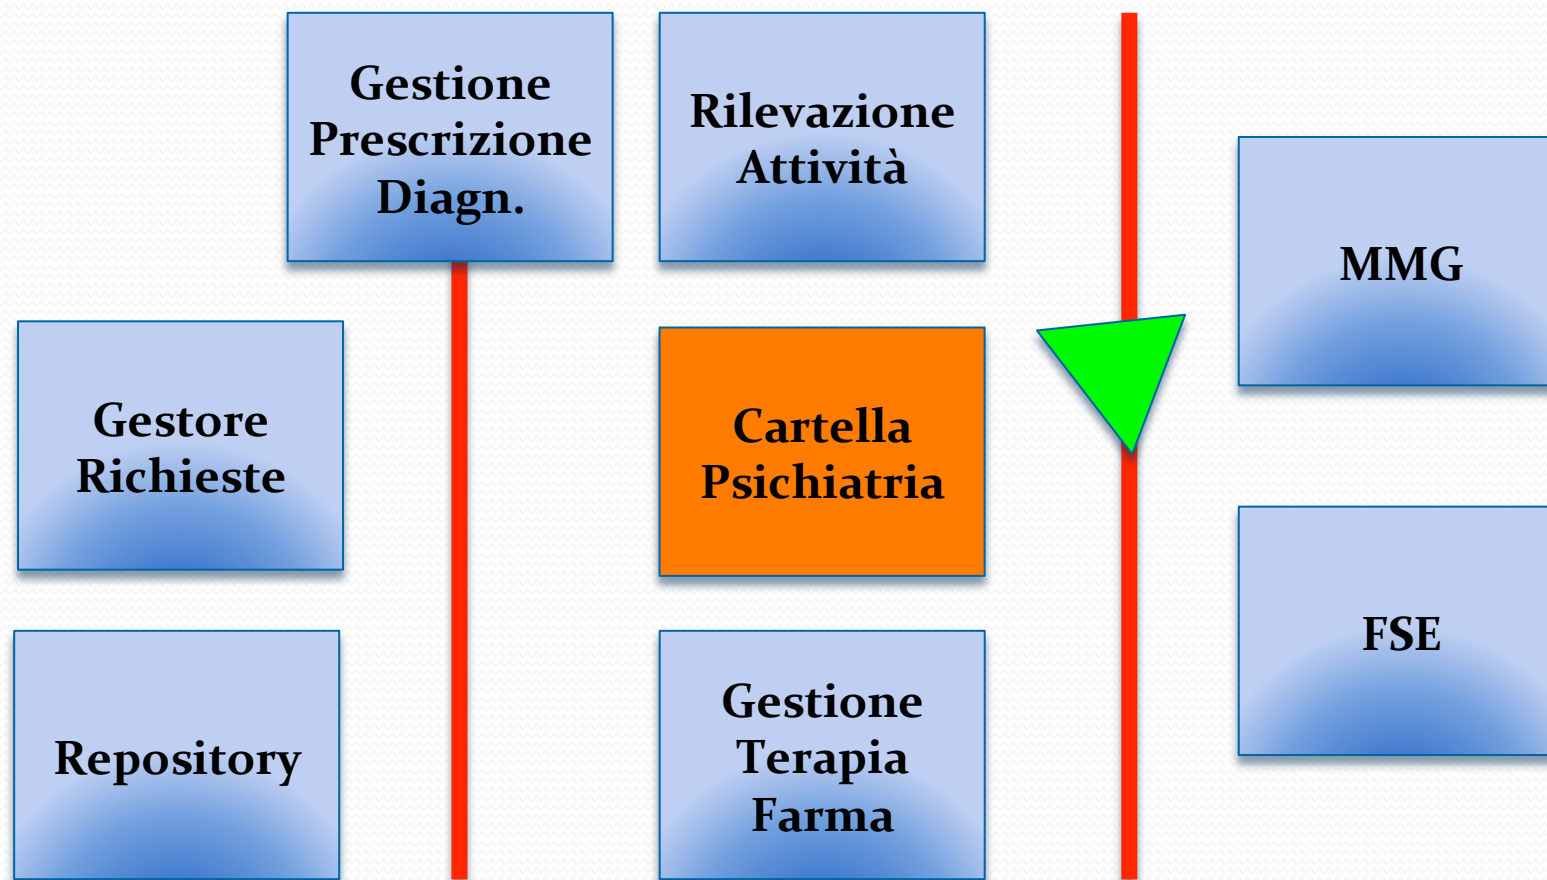 Gestione
Prescrizione
Diagn.
Rilevazione
Attività
MMG
Gestore
Richieste
Cartella
Psichiatria
FSE
Repository
Gestione
Terapia
Farma